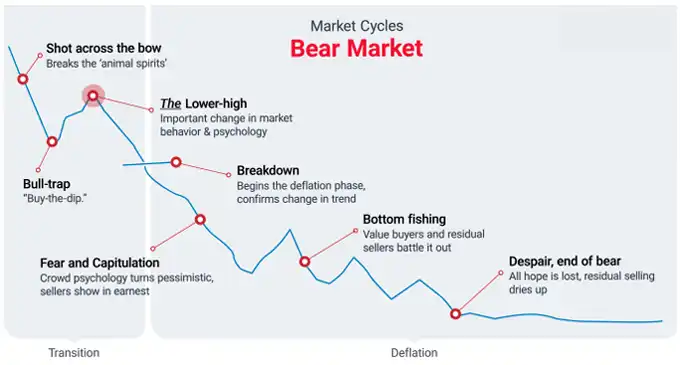 Market Cycles
Bear Market
Shot across the bow
Breaks the ‘animal spirits’
The Lower-high
Important change in market
behavior & psychology
Bull-trap
“Buy-the-dip.”
Breakdown
Begins the deflation phase,
confirms change in trend
Bottom fishing
Value buyers and residual
sellers battle it out
Fear and Capitulation
Crowd psychology turns pessimistic,
sellers show in earnest
Despair, end of bear
All hope is lost, residual selling
dries up
Transition
Deflation